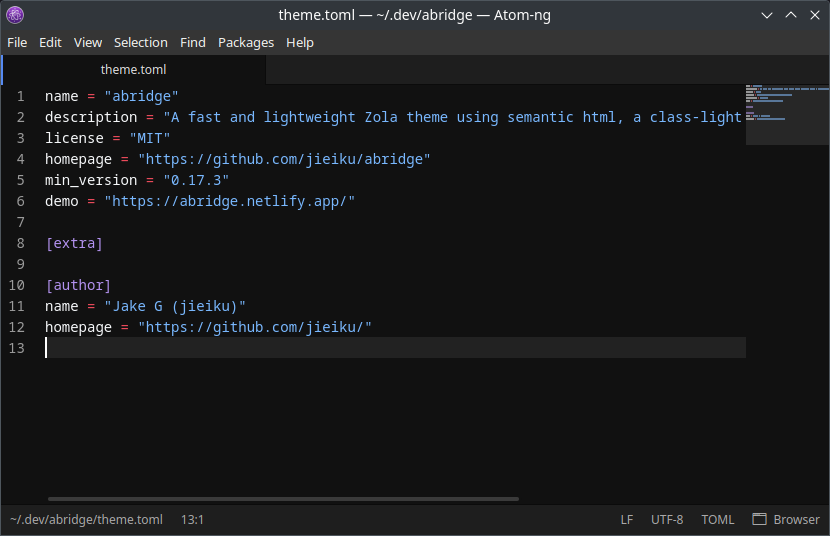 theme.toml — ~/.dev/abridge — Atom-ng
File Edit View Selection Find Packages Help
theme.toml
1 name = "abridge"
2 description = "A fast and lightweight Zola theme using semantic html, a class-light
3 license = "MIT"
4 homepage = "https://github.com/jieiku/abridge"
5 min_version = "0.17.3"
6 demo = "https://abridge.netlify.app/"
7
8 [extra]
9
10 [author]
11 name = "Jake G (jieiku)"
12 homepage = "https://github.com/jieiku/"
13
~/.dev/abridge/theme.toml 13:1 LF UTF-8 TOML Browser